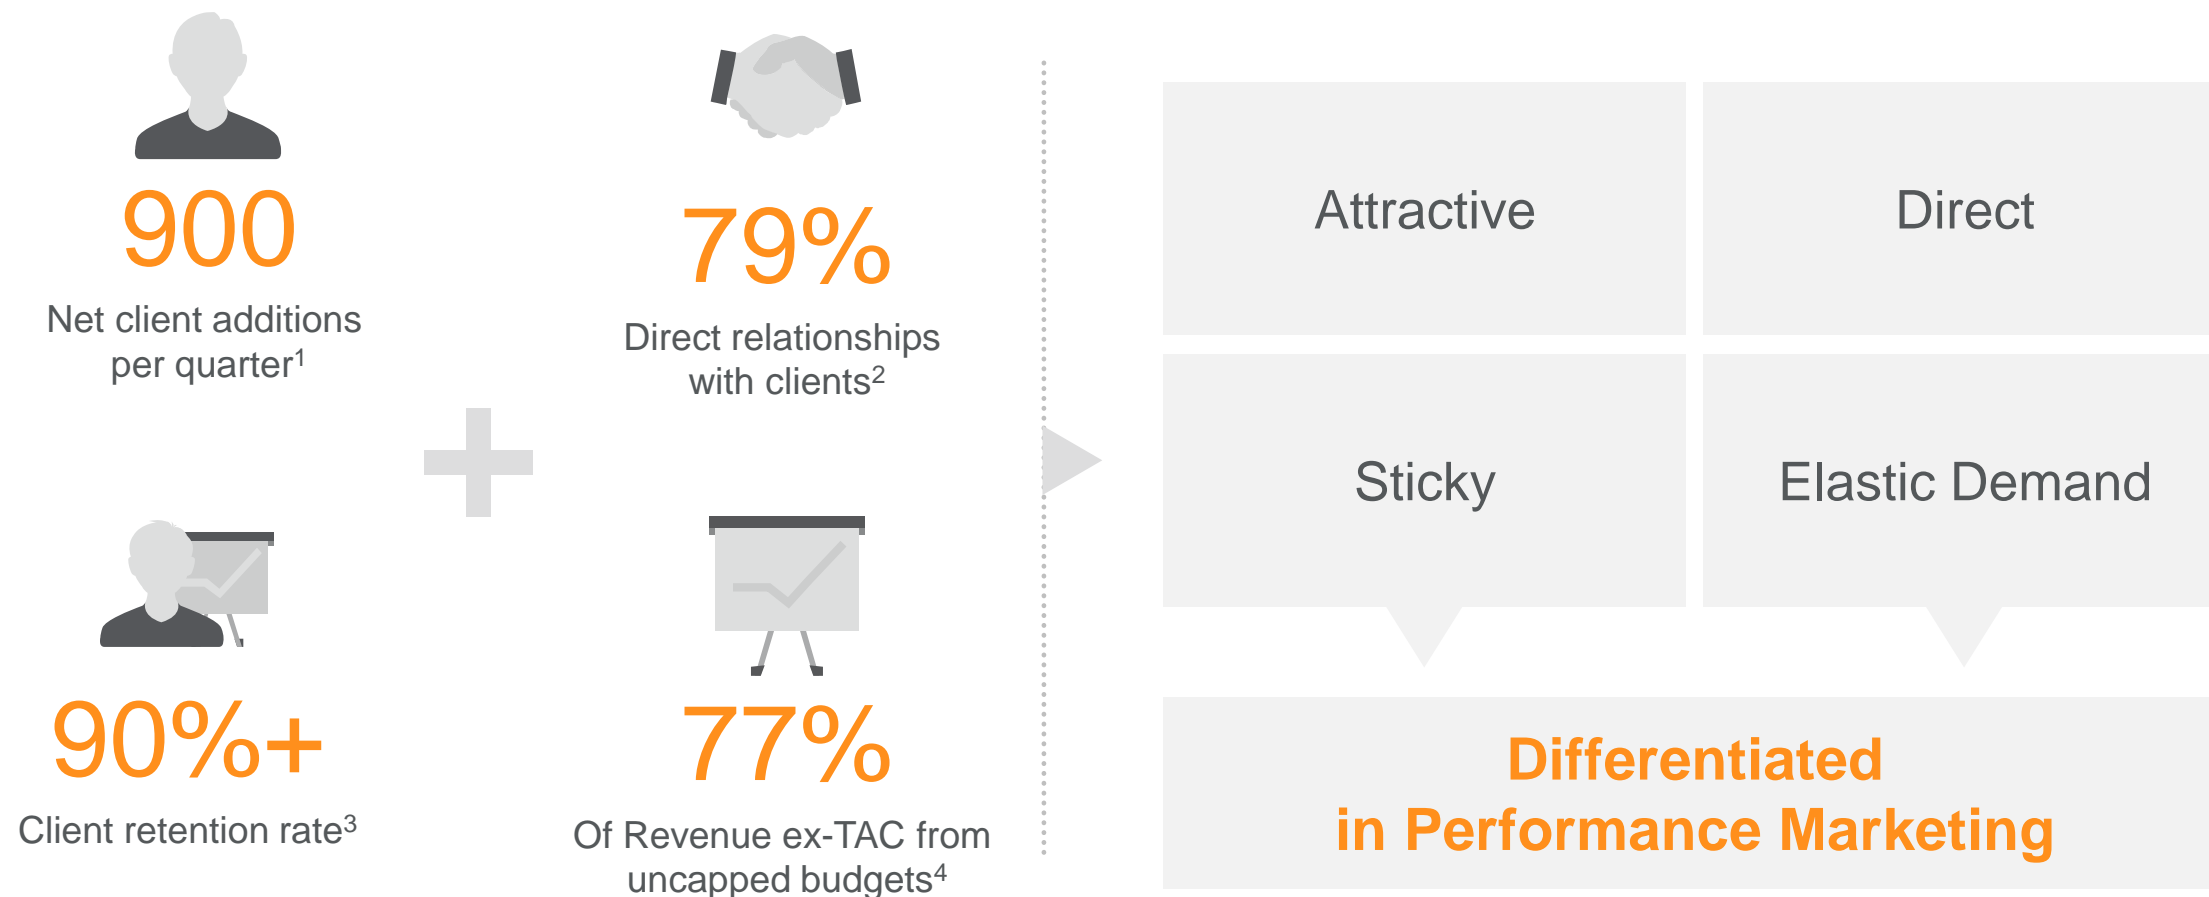 900
Net client additions
per quarter1
79%
Direct relationships
with clients2
90%+
Client retention rate3
77%
Of Revenue ex-TAC from
uncapped budgets4
Attractive
Direct
Sticky
Elastic Demand
Differentiated
in Performance Marketing